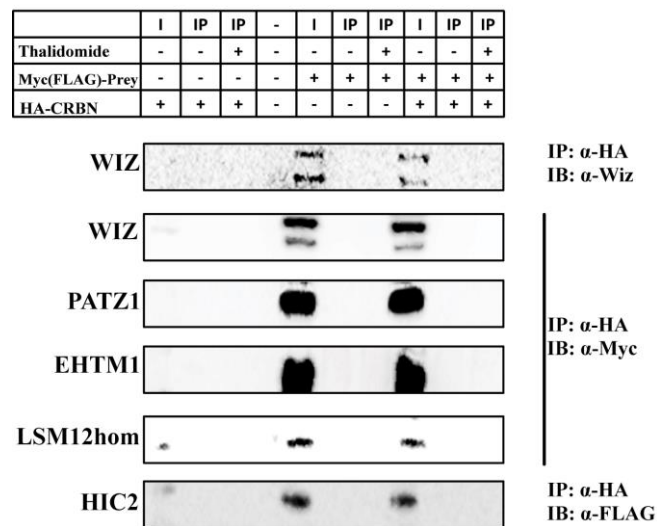 I IP IP - I IP IP I IP IP
Thalidomide - - + - - - + - - +
Myc(FLAG)-Prey - - - - + + + + + +
HA-CRBN + + + - - - - + + +
WIZ
IP: α-HA
IB: α-Wiz
WIZ
PATZ1
EHTM1
LSM12hom
IP: α-HA
IB: α-Myc
HIC2
IP: α-HA
IB: α-FLAG